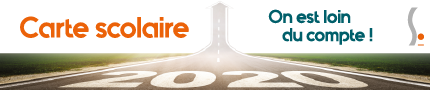 Carte scolaire
On est loin
du compte !
2020